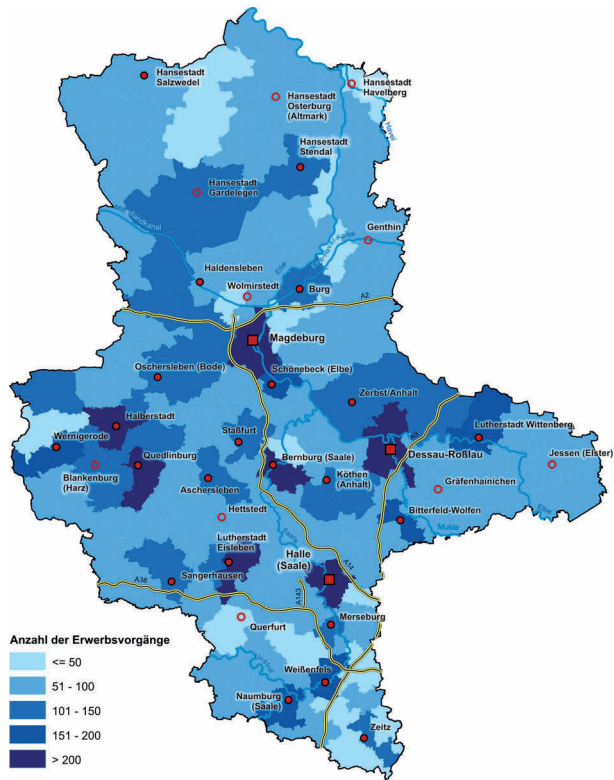 Hansestadt
Salzwedel
Hansestadt
Osterburg
(Altmark)
Hansestadt
Havelberg
Havel
Hansestadt
Stendal
Hansestadt
Gardelegen
Mittellandkanal
Genthin
Elbe-Havel-Kanal
Elbe
Haldensleben
Wolmirstedt
Burg
A2
Magdeburg
Oschersleben (Bode)
Schönebeck (Elbe)
Zerbst/Anhalt
Halberstadt
Lutherstadt Wittenberg
Wernigerode
Staßfurt
A9
Quedlinburg
Bernburg (Saale)
Dessau-Roßlau
Jessen (Elster)
Blankenburg
(Harz)
Aschersleben
Köthen
(Anhalt)
Gräfenhainichen
Elbe
Hettstedt
Bitterfeld-Wolfen
Saale
Mulde
Lutherstadt
Eisleben
Halle
(Saale)
A14
A38
Sangerhausen
A143
Merseburg
Querfurt
Unstrut
Weißenfels
Naumburg
(Saale)
Zeitz
Anzahl der Erwerbsvorgänge
<= 50
51 - 100
101 - 150
151 - 200
> 200